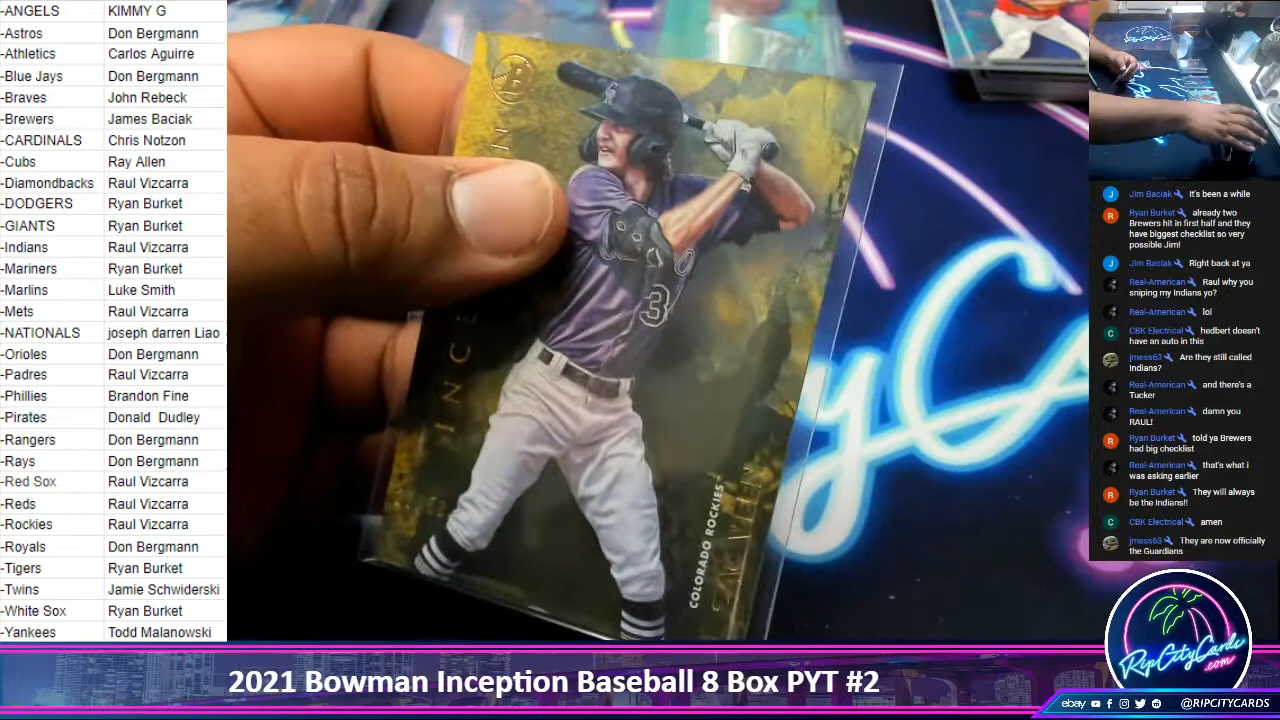 -ANGELS KIMMY G
-Astros Don Bergmann
-Athletics Carlos Aguirre
-Blue Jays Don Bergmann
-Braves John Rebeck
-Brewers James Baciak
-CARDINALS Chris Notzon
-Cubs Ray Allen
-Diamondbacks Raul Vizcarra
-DODGERS Ryan Burket
-GIANTS Ryan Burket
-Indians Raul Vizcarra
-Mariners Ryan Burket
-Marlins Luke Smith
-Mets Raul Vizcarra
-NATIONALS joseph darren Liao
-Orioles Don Bergmann
-Padres Raul Vizcarra
-Phillies Brandon Fine
-Pirates Donald Dudley
-Rangers Don Bergmann
-Rays Don Bergmann
-Red Sox Raul Vizcarra
-Reds Raul Vizcarra
-Rockies Raul Vizcarra
-Royals Don Bergmann
-Tigers Ryan Burket
-Twins Jamie Schwiderski
-White Sox Ryan Burket
-Yankees Todd Malanowski
3
COLORADO ROCKIES
ZAC VEEN
yC
J Jim Baciak It's been a while
R Ryan Burket already two
Brewers hit in first half and they
have biggest checklist so very
possible Jim!
J Jim Baciak Right back at ya
Real-American Raul why you
sniping my Indians yo?
Real-American lol
C CBK Electrical hedbert doesn't
have an auto in this
jmess63 Are they still called
Indians?
Real-American and there's a
Tucker
Real-American damn you
RAUL!
R Ryan Burket told ya Brewers
had big checklist
Real-American that's what i
was asking earlier
R Ryan Burket They will always
be the Indians!!
C CBK Electrical amen
jmess63 They are now officially
the Guardians
RipCityCards
.com
2021 Bowman Inception Baseball 8 Box PYT #2
ebay @RIPCITYCARDS